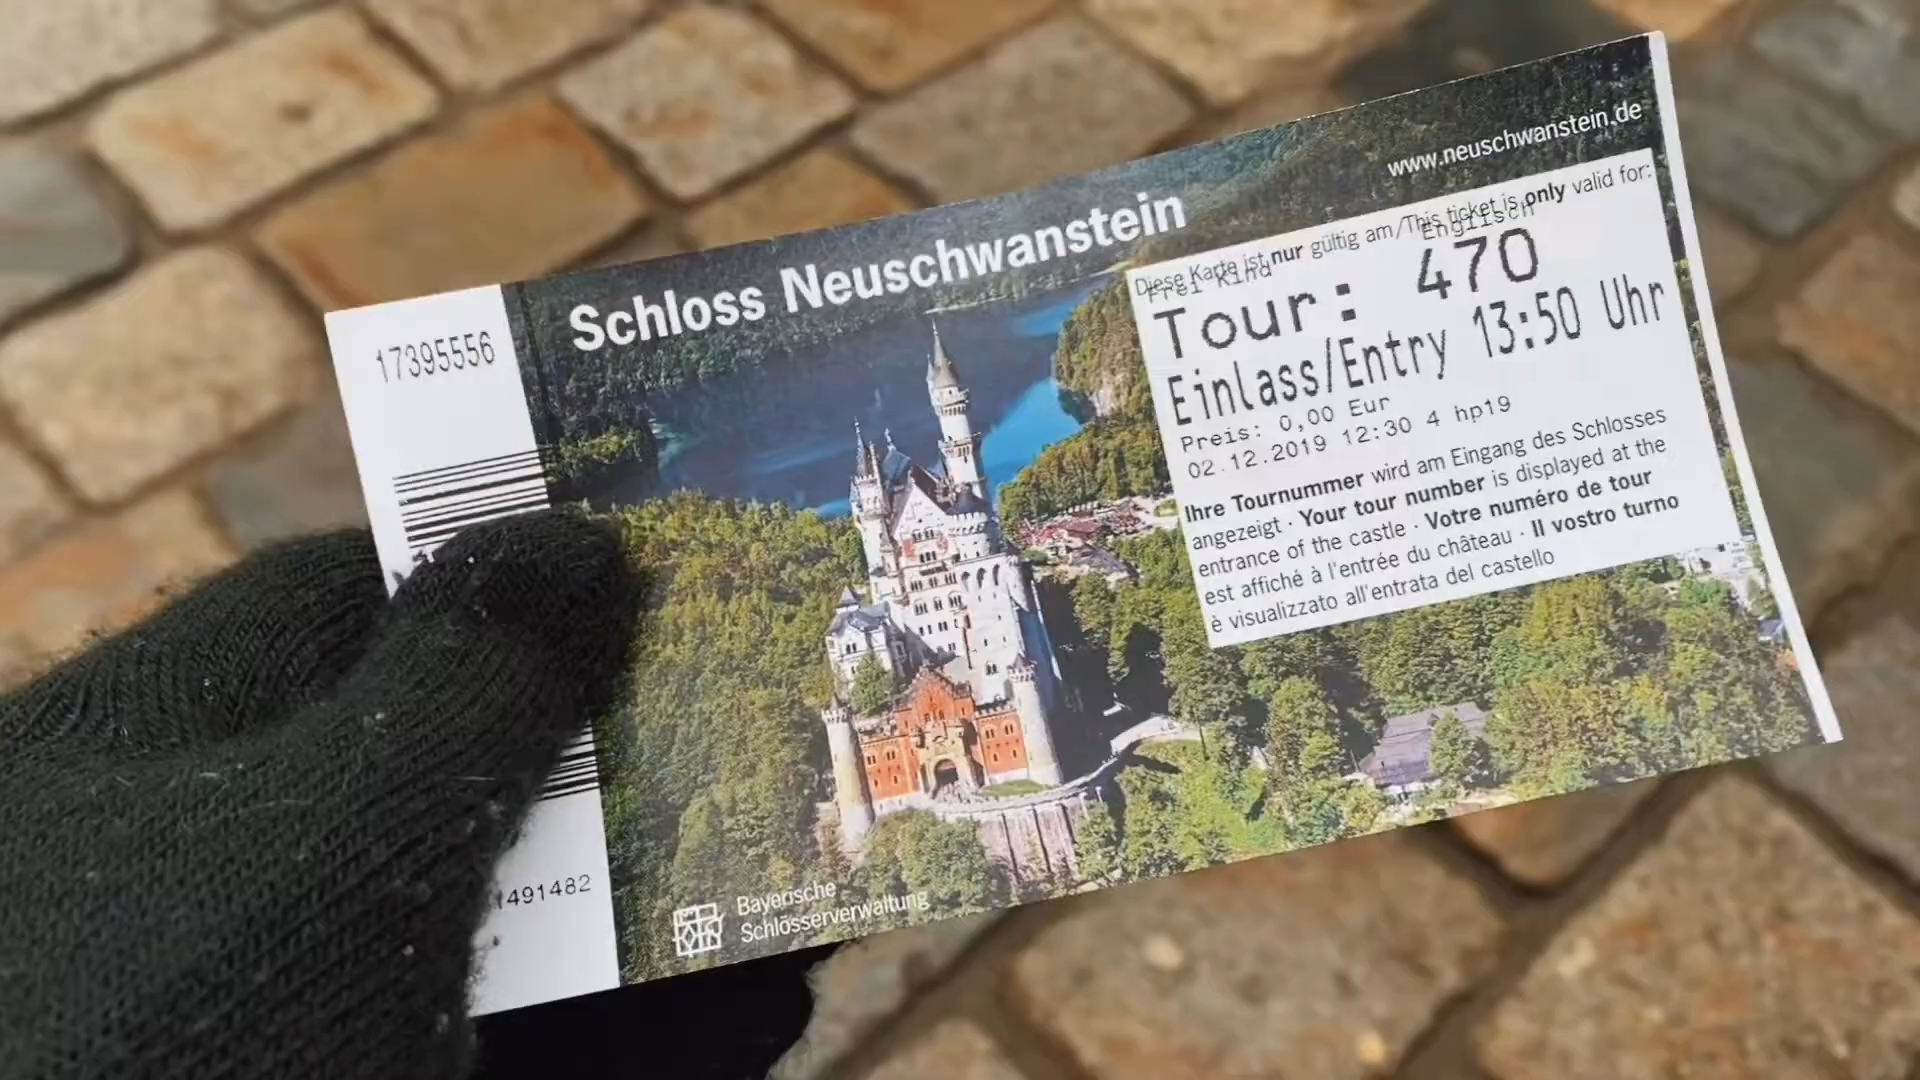 17395556
Schloss Neuschwanstein
www.neuschwanstein.de
Diese Karte ist nur gültig am/This ticket is only valid for:
Frei Kind Englisch
Tour: 470
Einlass/Entry 13:50 Uhr
Preis: 0,00 Eur
02.12.2019 12:30 4 hp19
Ihre Tournummer wird am Eingang des Schlosses
angezeigt · Your tour number is displayed at the
entrance of the castle · Votre numéro de tour
est affiché à l'entrée du château · Il vostro turno
è visualizzato all'entrata del castello
1491482
Bayerische
Schlösserverwaltung